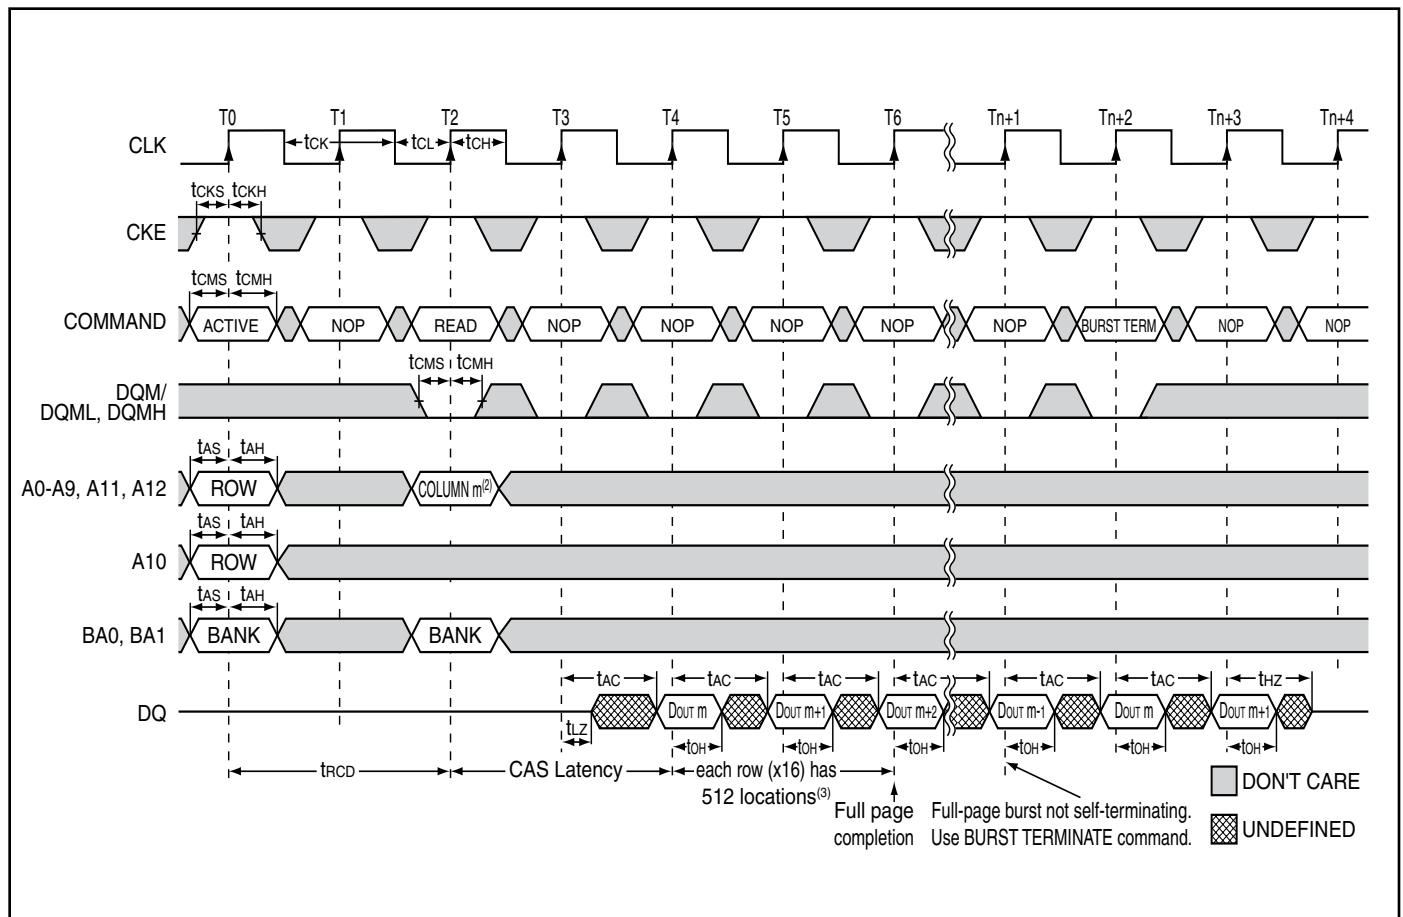 T0 T1 T2 T3 T4 T5 T6 Tn+1 Tn+2 Tn+3 Tn+4
CLK tCK tCL tCH
tCKS tCKH
CKE
tCMS tCMH
COMMAND ACTIVE NOP READ NOP NOP NOP NOP NOP BURST TERM NOP NOP
tCMS tCMH
DQM/
DQML, DQMH
tAS tAH
A0-A9, A11, A12 ROW COLUMN m(2)
tAS tAH
A10 ROW
tAS tAH
BA0, BA1 BANK BANK
tAC tAC tAC tAC tAC tAC tHZ
DQ DOUT m DOUT m+1 DOUT m+2 DOUT m-1 DOUT m DOUT m+1
tLZ tOH tOH tOH tOH tOH tOH
tRCD CAS Latency each row (x16) has
512 locations(3)
Full page
completion
Full-page burst not self-terminating.
Use BURST TERMINATE command.
DON'T CARE
UNDEFINED